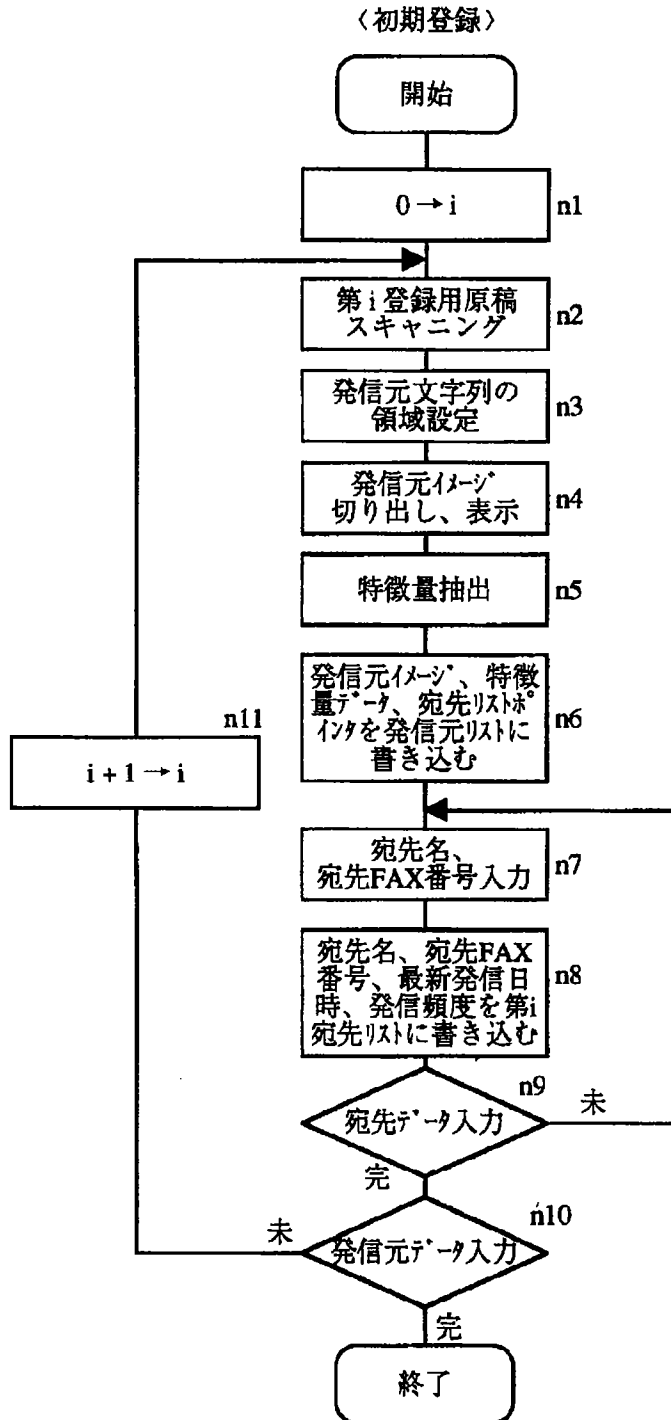 〈初期登録〉
開始
0→i
n1
第i登録用原稿
スキャニング
n2
発信元文字列の
領域設定
n3
発信元イメージ
切り出し、表示
n4
特徴量抽出
n5
発信元イメージ、特徴
量データ、宛先リストポ
インタを発信元リストに
書き込む
n6
n11
i+1→i
宛先名、
宛先FAX番号入力
n7
宛先名、宛先FAX
番号、最新発信日
時、発信頻度を第i
宛先リストに書き込む
n8
n9
宛先データ入力
未
完
n10
未
発信元データ入力
完
終了